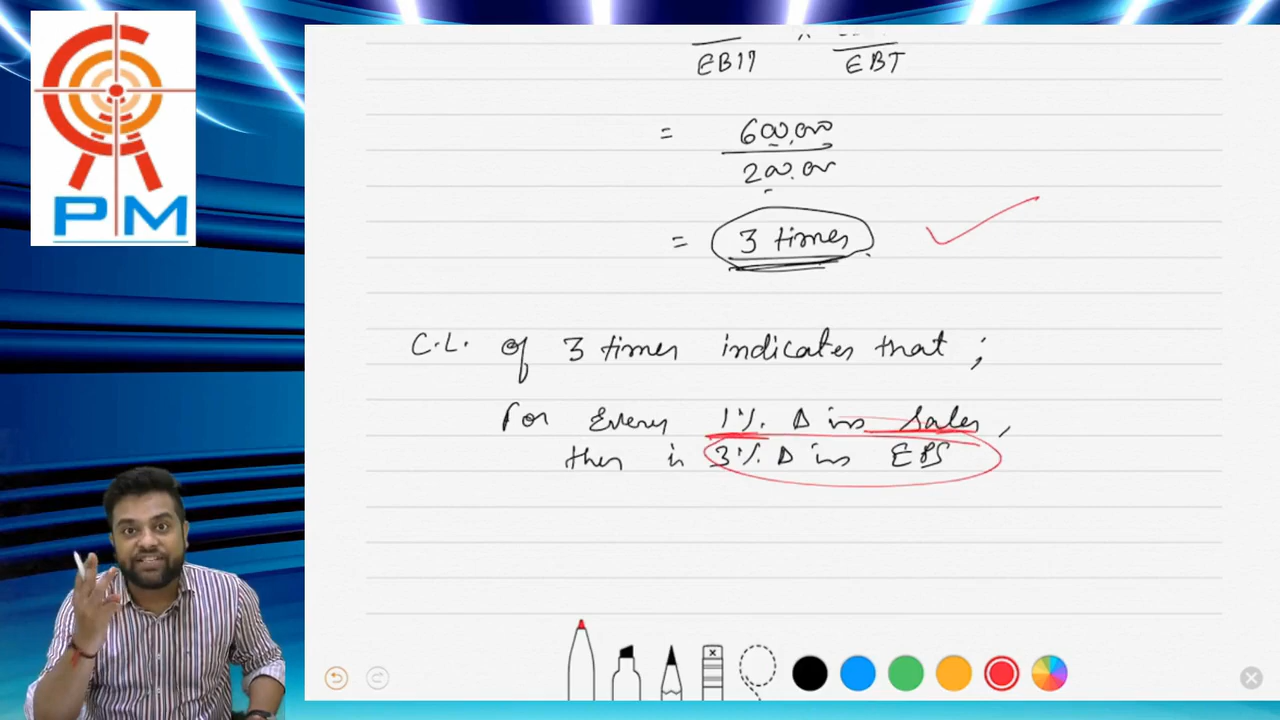 PM
EBIT EBT
= 600,000
200,000
= 3 times
C.L. of 3 times indicates that ;
For Every 1% Δ in Sales,
then is 3% Δ in EPS